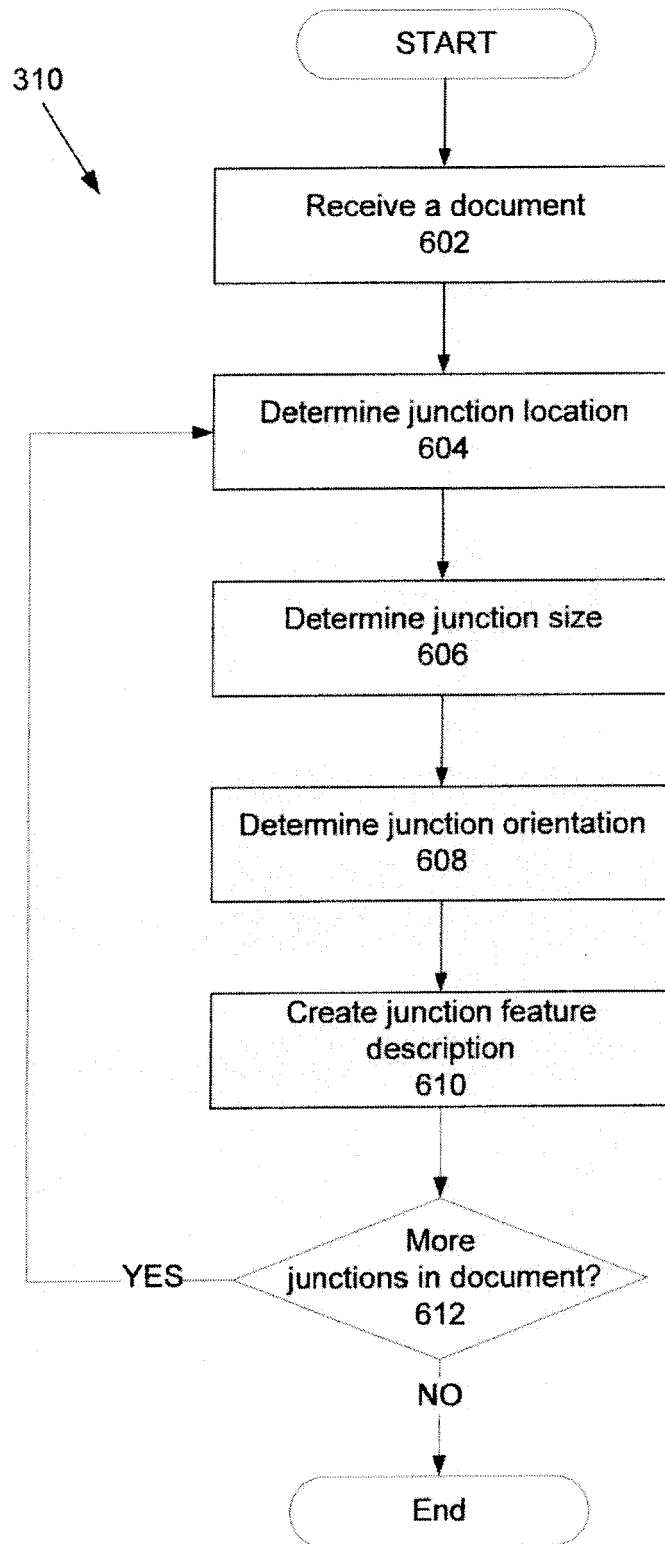 START
310
Receive a document
602
Determine junction location
604
Determine junction size
606
Determine junction orientation
608
Create junction feature
description
610
More
junctions in document?
612
YES
NO
End